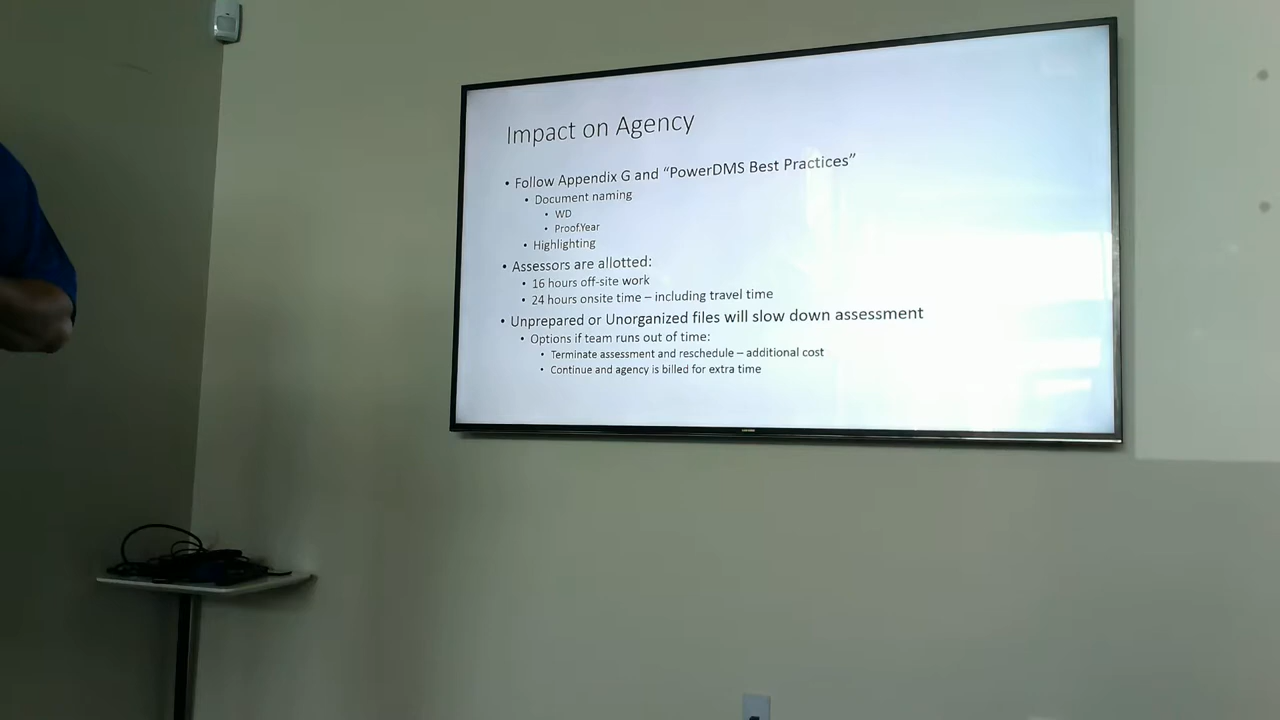 Impact on Agency
• Follow Appendix G and “PowerDMS Best Practices”
• Document naming
• WD
• Proof.Year
• Highlighting
• Assessors are allotted:
• 16 hours off-site work
• 24 hours onsite time – including travel time
• Unprepared or Unorganized files will slow down assessment
• Options if team runs out of time:
• Terminate assessment and reschedule – additional cost
• Continue and agency is billed for extra time